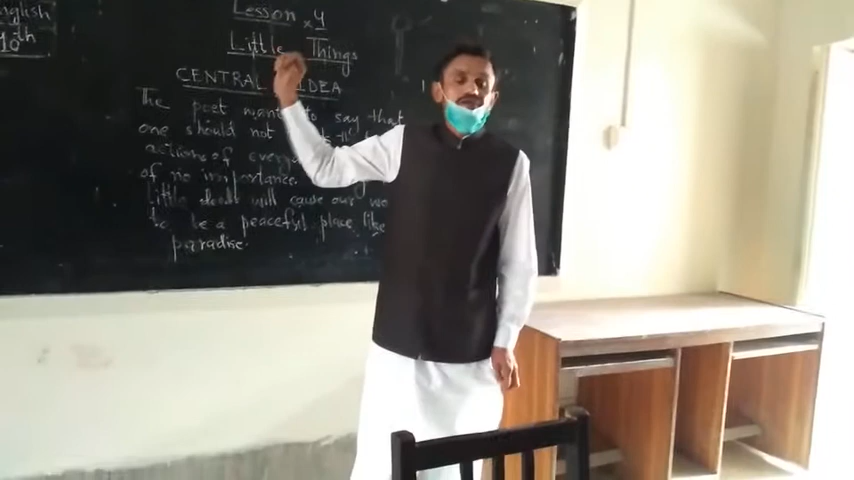 English
10th
Lesson × 4
Little Things
CENTRAL IDEA
The poet wants to say that
one should not
actions of every
of no importance.
little deeds will cause our wo
to be a peaceful place like
paradise